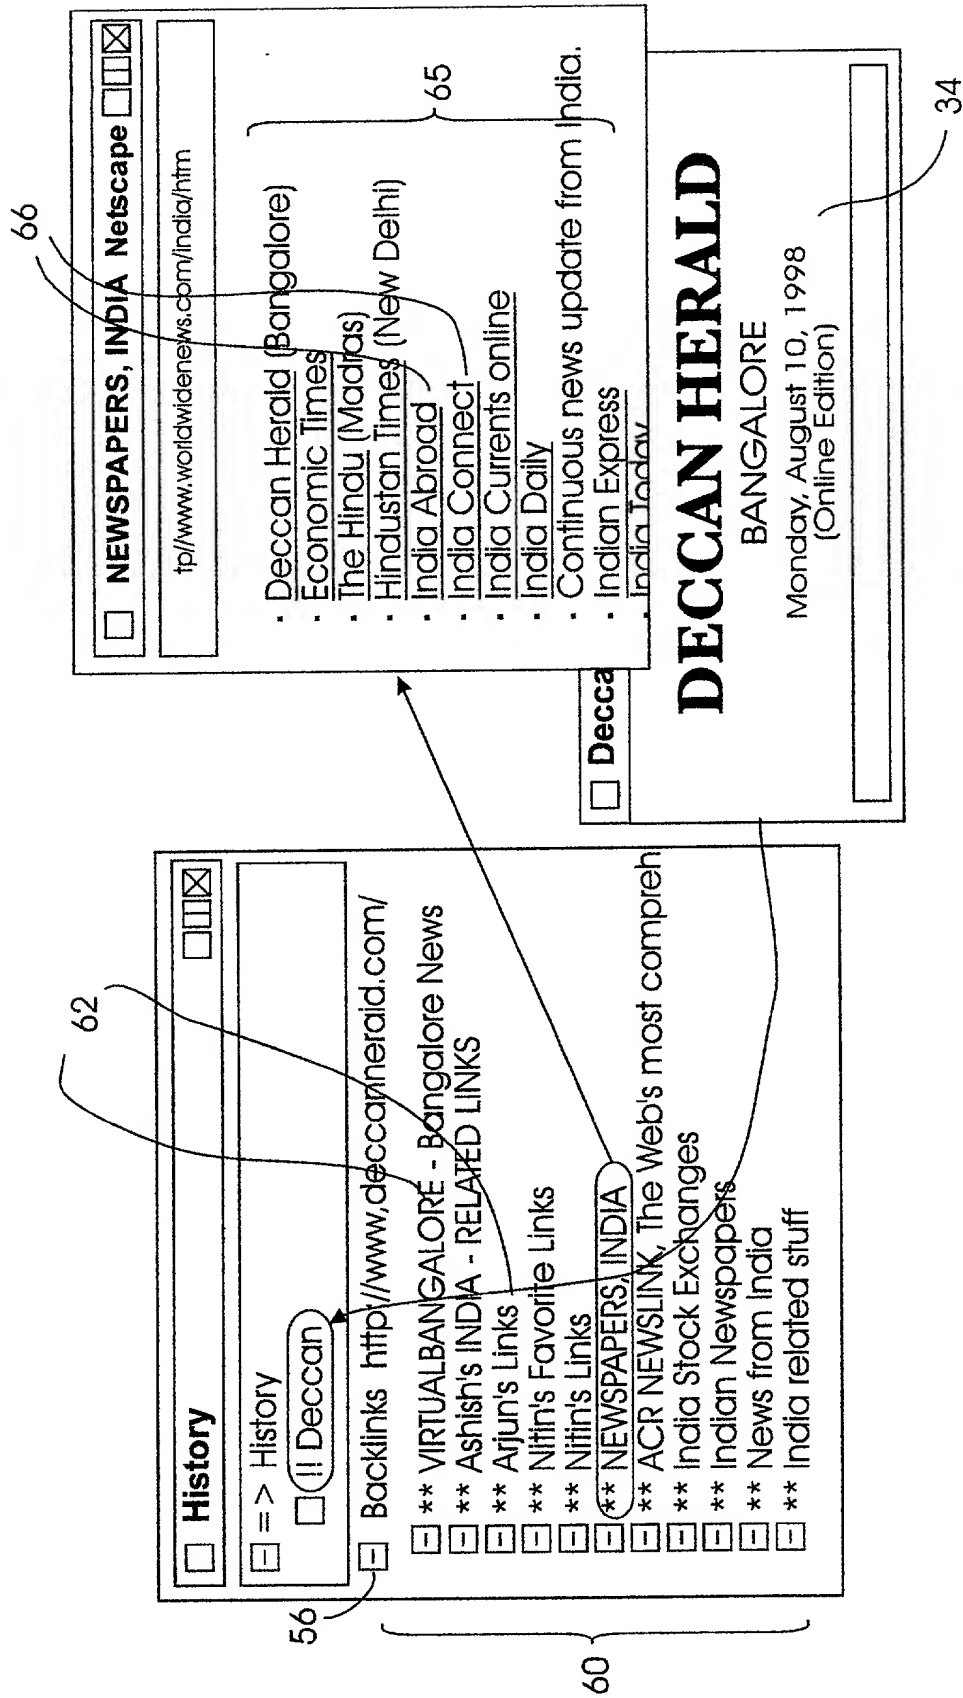 62
History
- => History
!! Deccan
56
- Backlinks http://www,deccanneraid.com/
- ** VIRTUALBANGALORE - Bangalore News
- ** Ashish's INDIA - RELATED LINKS
- ** Arjun's Links
- ** Nitin's Favorite Links
- ** Nitin's Links
- ** NEWSPAPERS, INDIA
- ** ACR NEWSLINK, The Web's most compreh
- ** India Stock Exchanges
- ** Indian Newspapers
- ** News from India
- ** India related stuff
60
66
NEWSPAPERS, INDIA Netscape
tp//www.worldwidenews.com/india/htm
· Deccan Herald (Bangalore)
· Economic Times
· The Hindu (Madras)
· Hindustan Times (New Delhi)
· India Abroad
· India Connect
· India Currents online
· India Daily
· Continuous news update from India.
· Indian Express
· India Today
65
Decca
DECCAN HERALD
BANGALORE
Monday, August 10, 1998
(Online Edition)
34